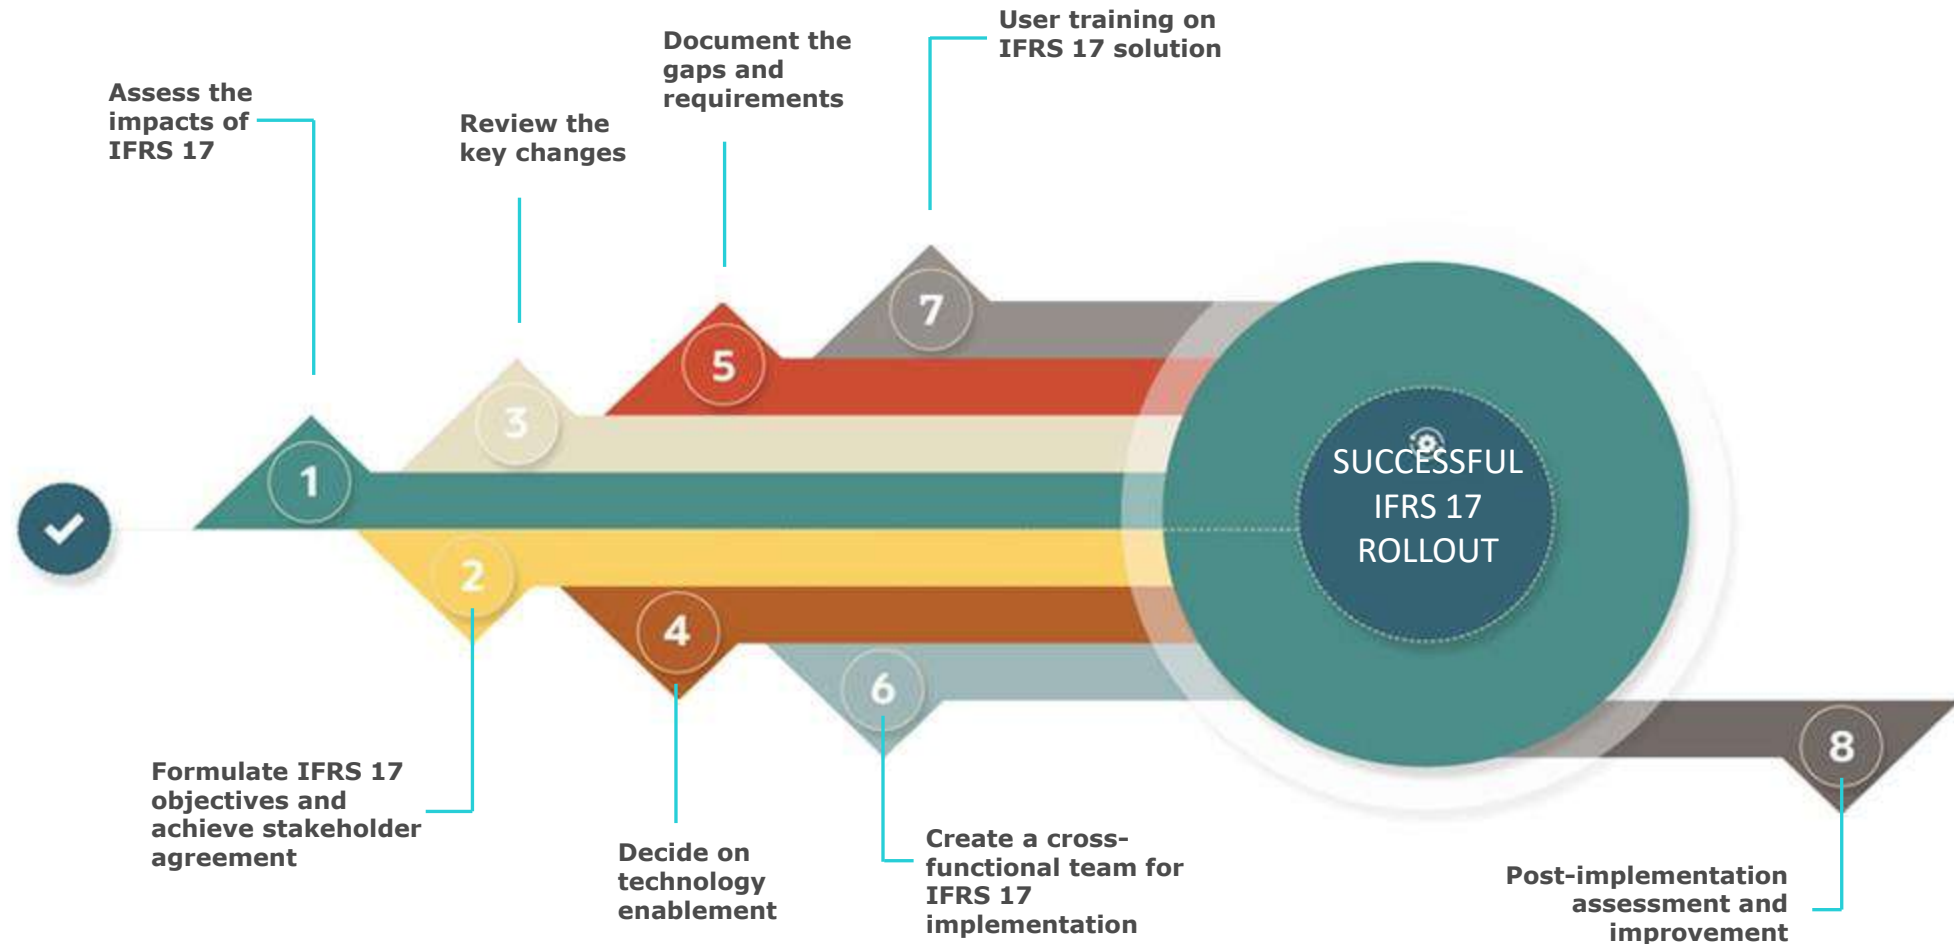 User training on
IFRS 17 solution
Document the
gaps and
requirements
Assess the
impacts of
IFRS 17
Review the
key changes
7
5
3
1
SUCCESSFUL
IFRS 17
ROLLOUT
2
4
6
8
Formulate IFRS 17
objectives and
achieve stakeholder
agreement
Decide on
technology
enablement
Create a cross-
functional team for
IFRS 17
implementation
Post-implementation
assessment and
improvement